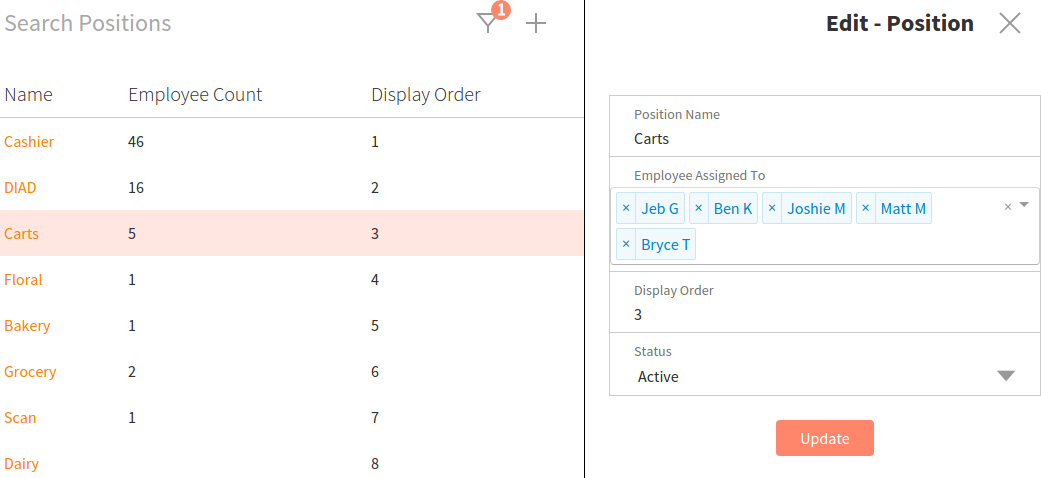 Search Positions
1
Name Employee Count Display Order
Cashier 46 1
DIAD 16 2
Carts 5 3
Floral 1 4
Bakery 1 5
Grocery 2 6
Scan 1 7
Dairy 8
Edit - Position
Position Name
Carts
Employee Assigned To
× Jeb G × Ben K × Joshie M × Matt M ×
× Bryce T
Display Order
3
Status
Active
Update